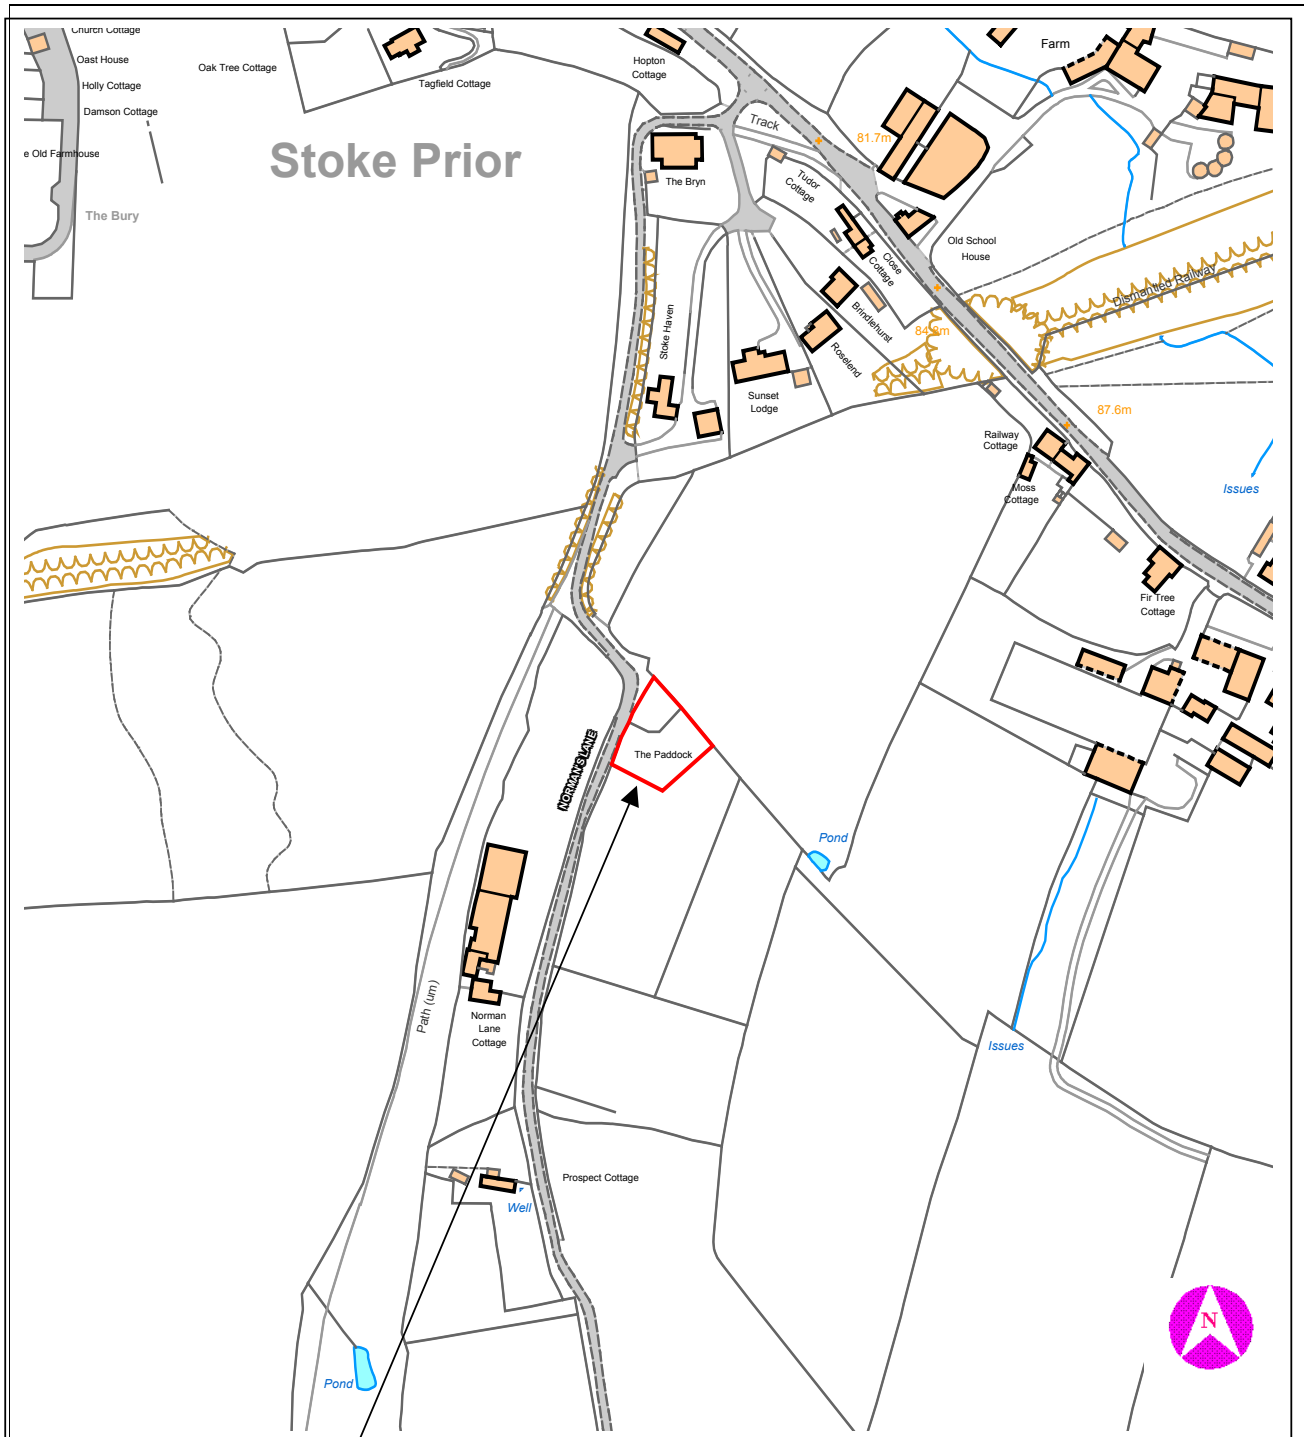 Church Cottage
Oast House
Holly Cottage
Damson Cottage
e Old Farmhouse
The Bury
Oak Tree Cottage
Tagfield Cottage
Stoke Prior
Hopton
Cottage
Farm
Track
81.7m
The Bryn
Tudor
Cottage
Close
Cottage
Old School
House
Dismantled Railway
Stoke Haven
Brindlehurst
84.8m
Roselend
Sunset
Lodge
87.6m
Railway
Cottage
Moss
Cottage
Issues
Fir Tree
Cottage
NORMAN'S LANE
The Paddock
Pond
Path (um)
Norman
Lane
Cottage
Issues
Prospect Cottage
Well
Pond
N